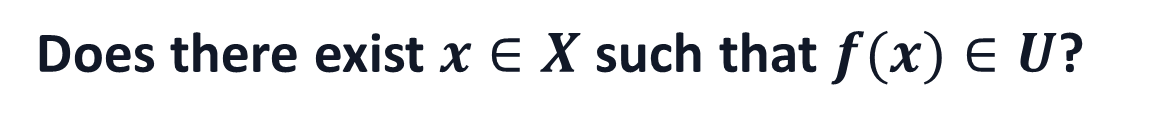 Does there exist x ∈ X such that f(x) ∈ U?